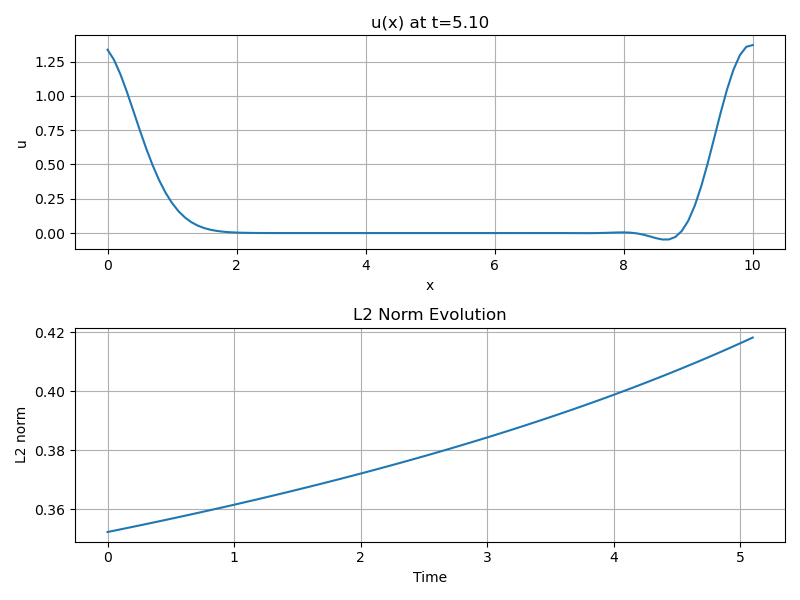 u(x) at t=5.10
1.25
1.00
0.75
0.50
0.25
0.00
u
0 2 4 6 8 10
x
L2 Norm Evolution
0.42
0.40
0.38
0.36
L2 norm
0 1 2 3 4 5
Time